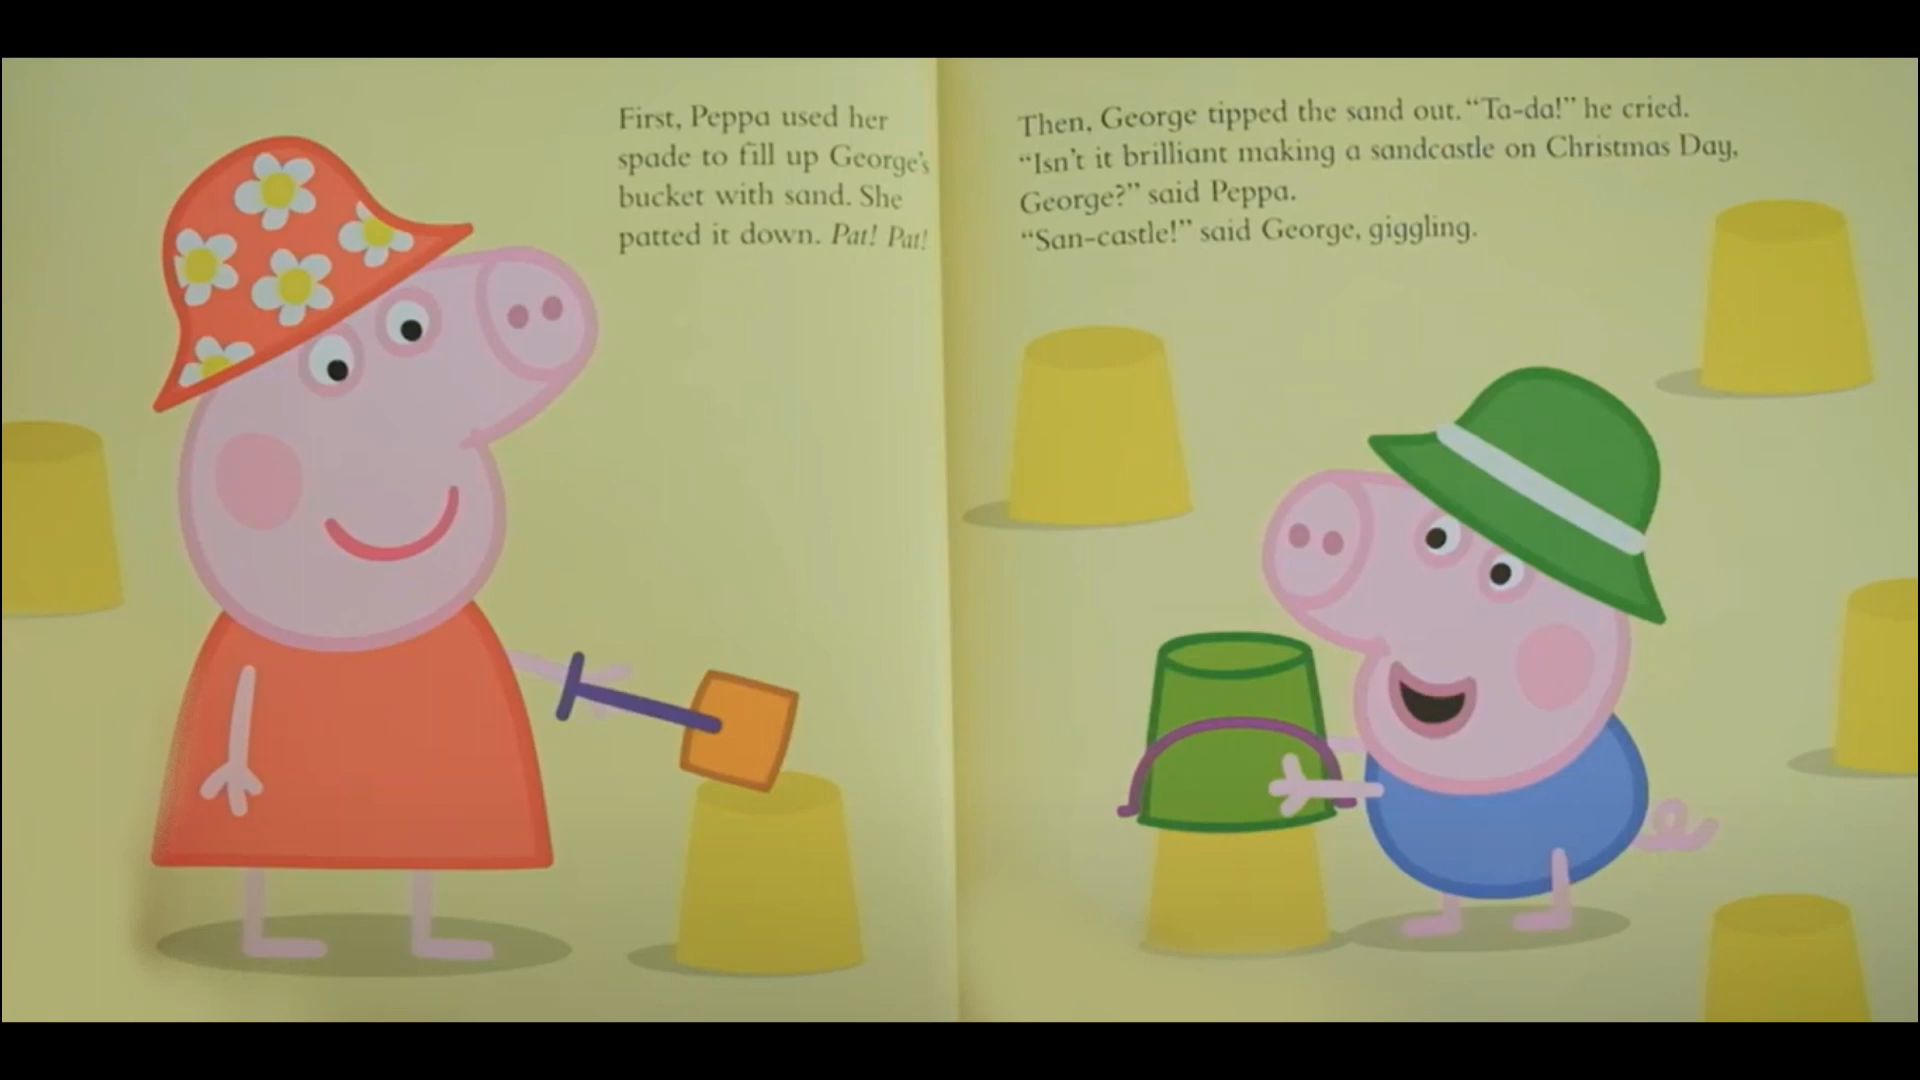 First, Peppa used her
spade to fill up George's
bucket with sand. She
patted it down. Pat! Pat!
Then, George tipped the sand out. “Ta-da!” he cried.
“Isn't it brilliant making a sandcastle on Christmas Day,
George?” said Peppa.
“San-castle!” said George, giggling.